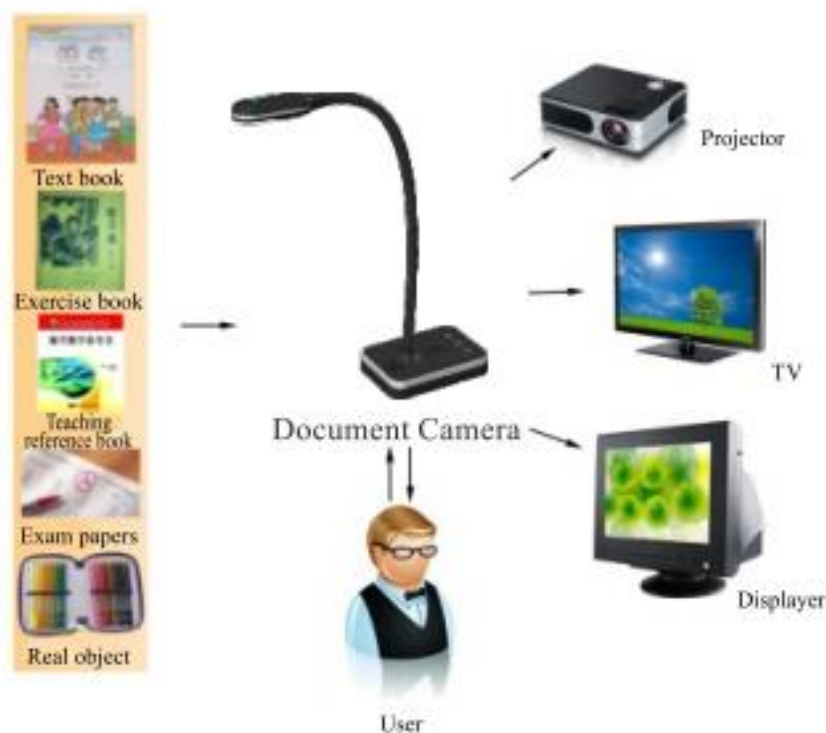 Text book
Exercise book
Teaching
reference book
Exam papers
Real object
Document Camera
User
Projector
TV
Displayer